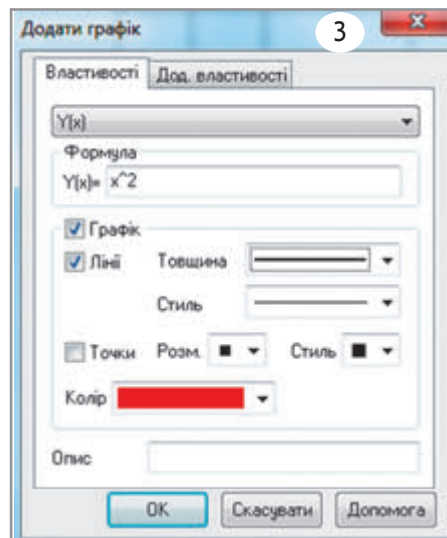 Додати графік
3
Властивості Дод. властивості
Y(x)
Формула
Y(x)= x^2
Графік
Лінії Товщина
Стиль
Точки Розм. Стиль
Колір
Опис
OK Скасувати Допомога